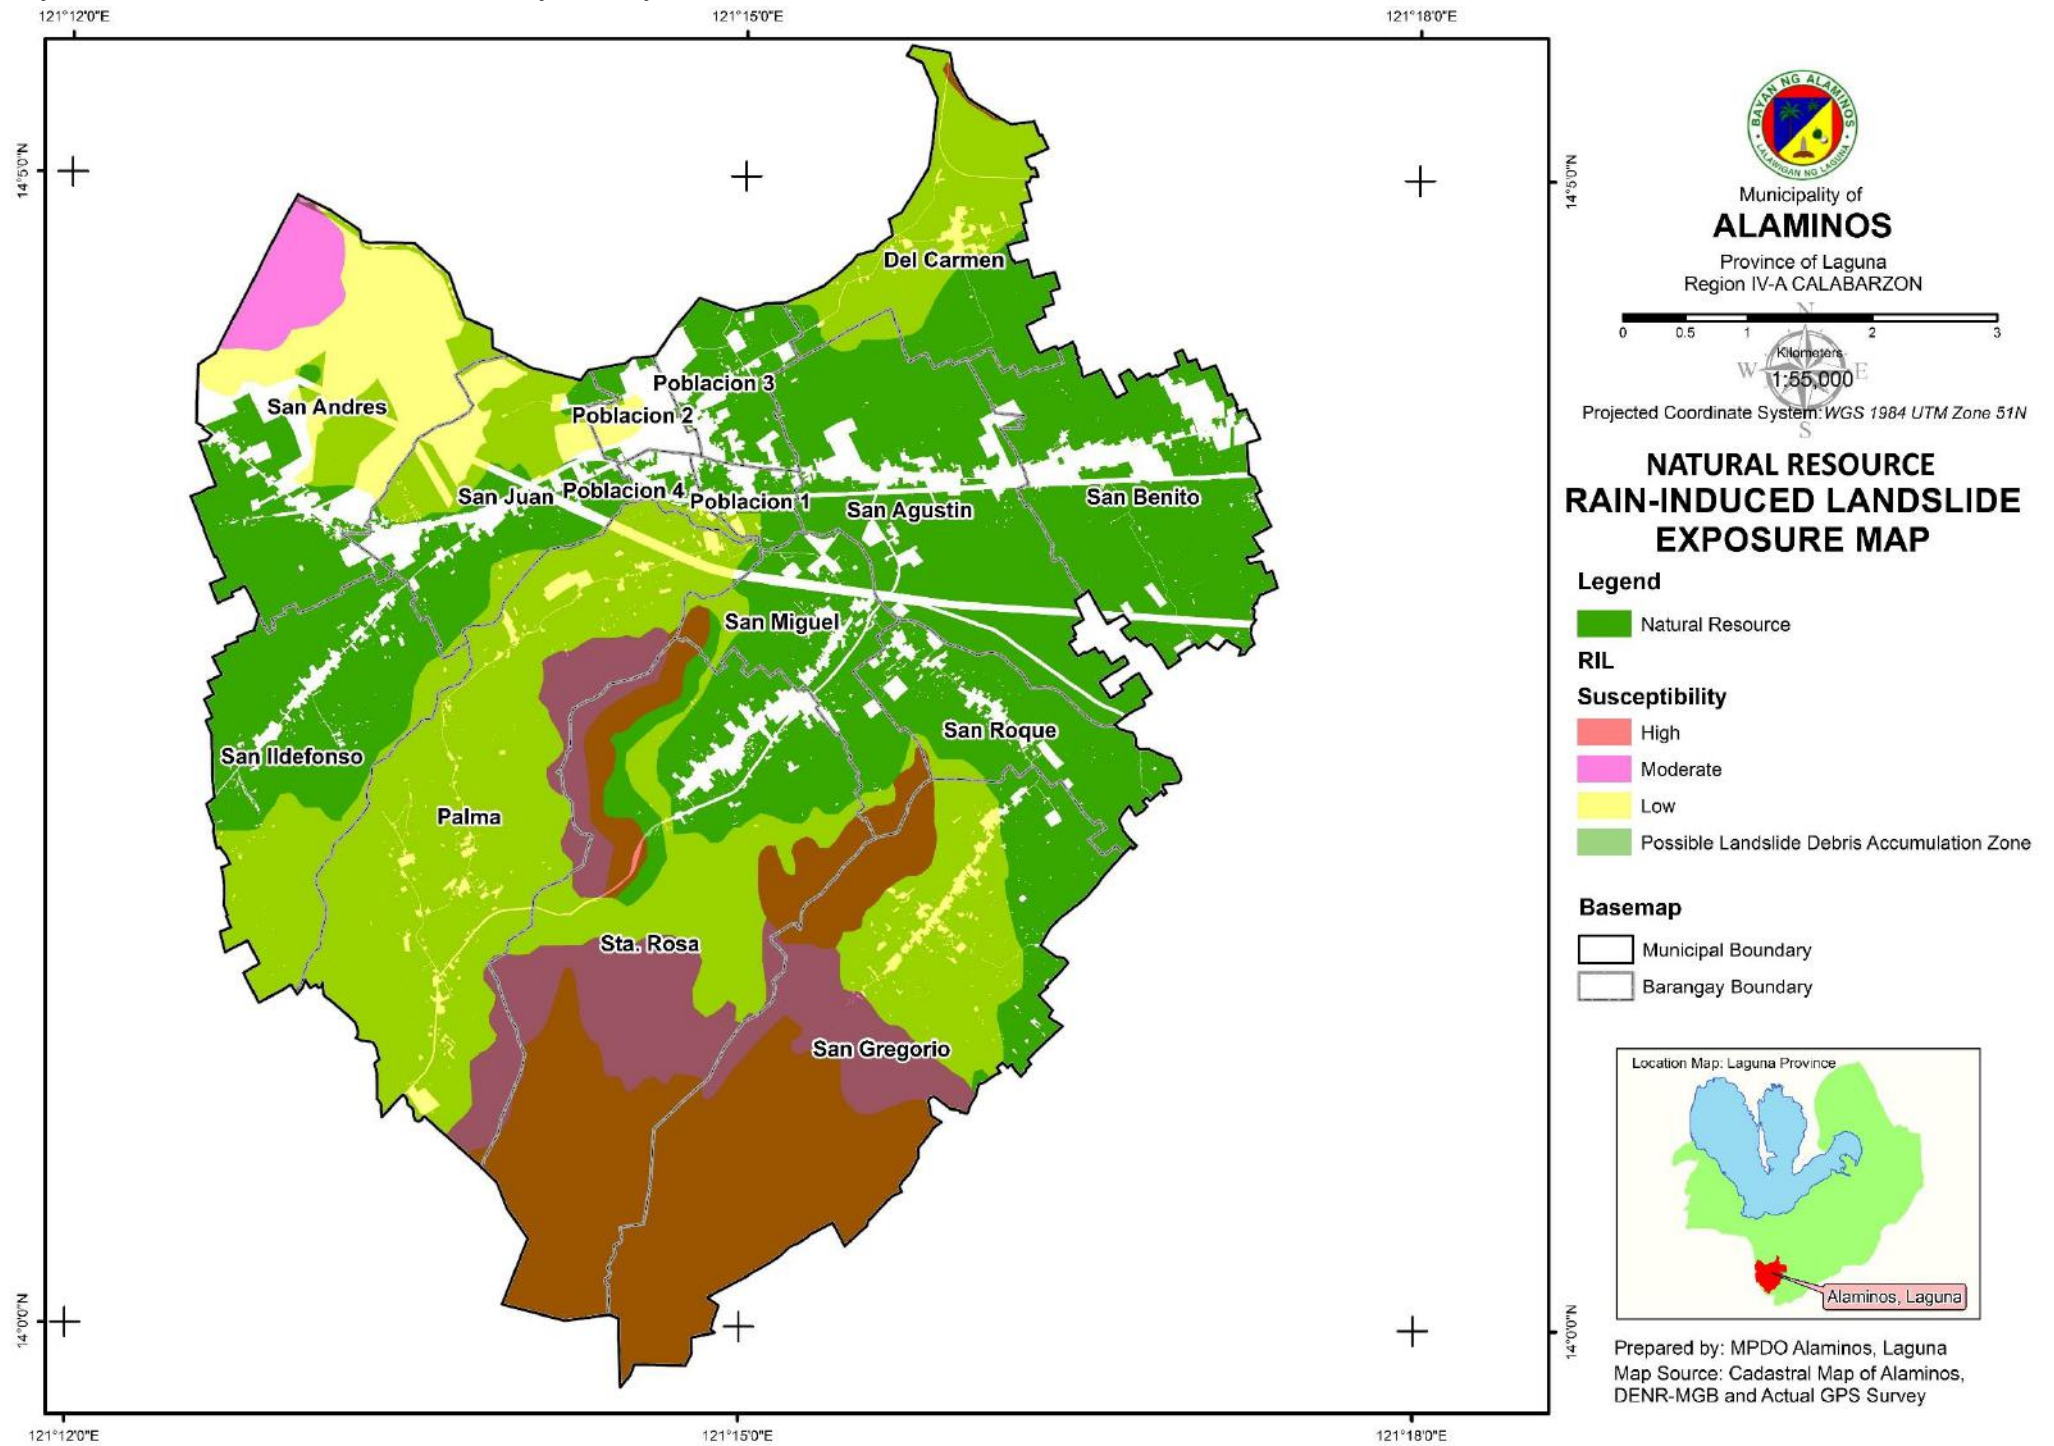 121°12'0"E
121°15'0"E
121°18'0"E
14°5'0"N
14°5'0"N
Del Carmen
Poblacion 3
San Andres
Poblacion 2
San Juan
Poblacion 4
Poblacion 1
San Agustin
San Benito
San Miguel
San Roque
San Ildefonso
Palma
Sta. Rosa
San Gregorio
14°0'0"N
14°0'0"N
121°12'0"E
121°15'0"E
121°18'0"E
BAYAN NG ALAMINOS
LALAWIGAN NG LAGUNA
Municipality of
ALAMINOS
Province of Laguna
Region IV-A CALABARZON
N
0 0.5 1 2 3
Kilometers
W E
1:55,000
Projected Coordinate System: WGS 1984 UTM Zone 51N
S
NATURAL RESOURCE
RAIN-INDUCED LANDSLIDE
EXPOSURE MAP
Legend
Natural Resource
RIL
Susceptibility
High
Moderate
Low
Possible Landslide Debris Accumulation Zone
Basemap
Municipal Boundary
Barangay Boundary
Location Map: Laguna Province
Alaminos, Laguna
Prepared by: MPDO Alaminos, Laguna
Map Source: Cadastral Map of Alaminos,
DENR-MGB and Actual GPS Survey